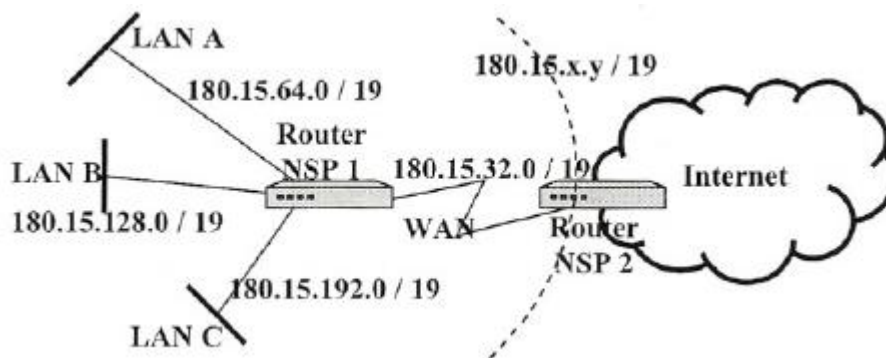 LAN A
180.15.x.y / 19
180.15.64.0 / 19
Router
NSP 1
180.15.32.0 / 19
LAN B
Internet
180.15.128.0 / 19
WAN
Router
NSP 2
180.15.192.0 / 19
LAN C